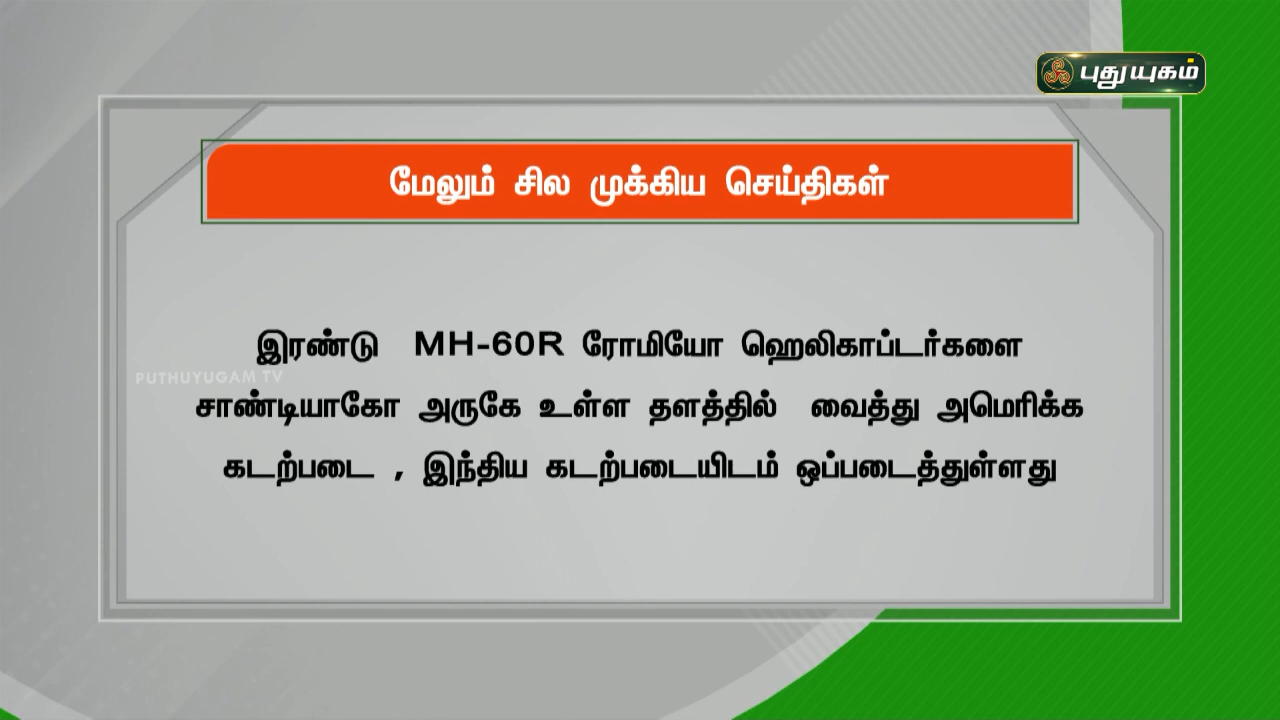 புதுயுகம்
மேலும் சில முக்கிய செய்திகள்
இரண்டு MH-60R ரோமியோ ஹெலிகாப்டர்களை
PUTHUYUGAM TV
சாண்டியாகோ அருகே உள்ள தளத்தில் வைத்து அமெரிக்க
கடற்படை , இந்திய கடற்படையிடம் ஒப்படைத்துள்ளது